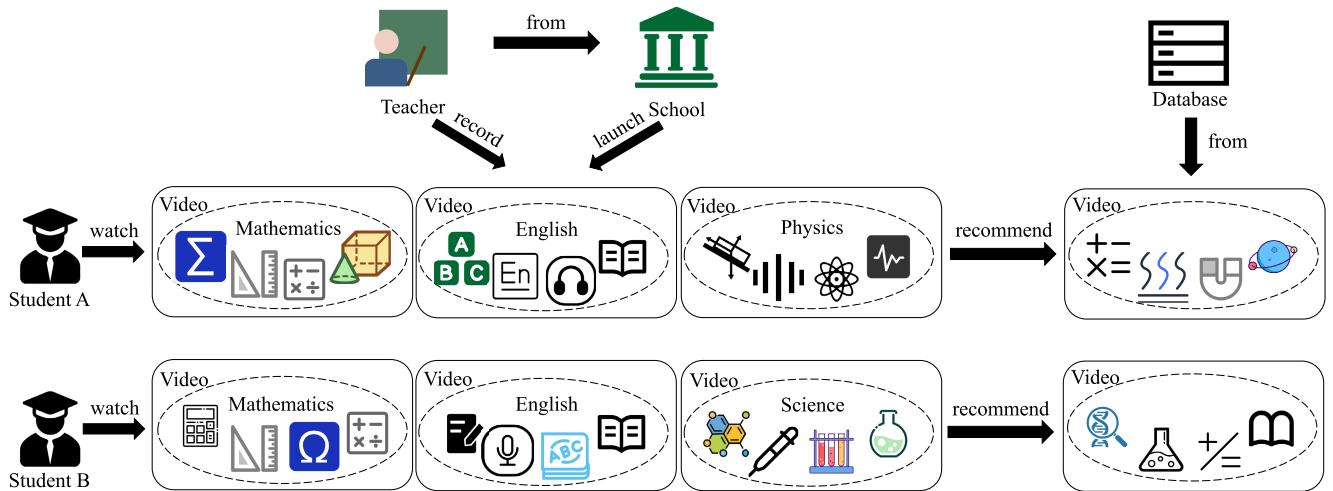 from
Teacher
School
Database
record
launch
from
Student A
watch
Video
Mathematics
Σ
+ −
× ÷
Video
English
A
B C
En
Video
Physics
recommend
Video
+ −
× =
Student B
watch
Video
Mathematics
Ω
+ −
× ÷
Video
English
ABC
Video
Science
recommend
Video
+ / =